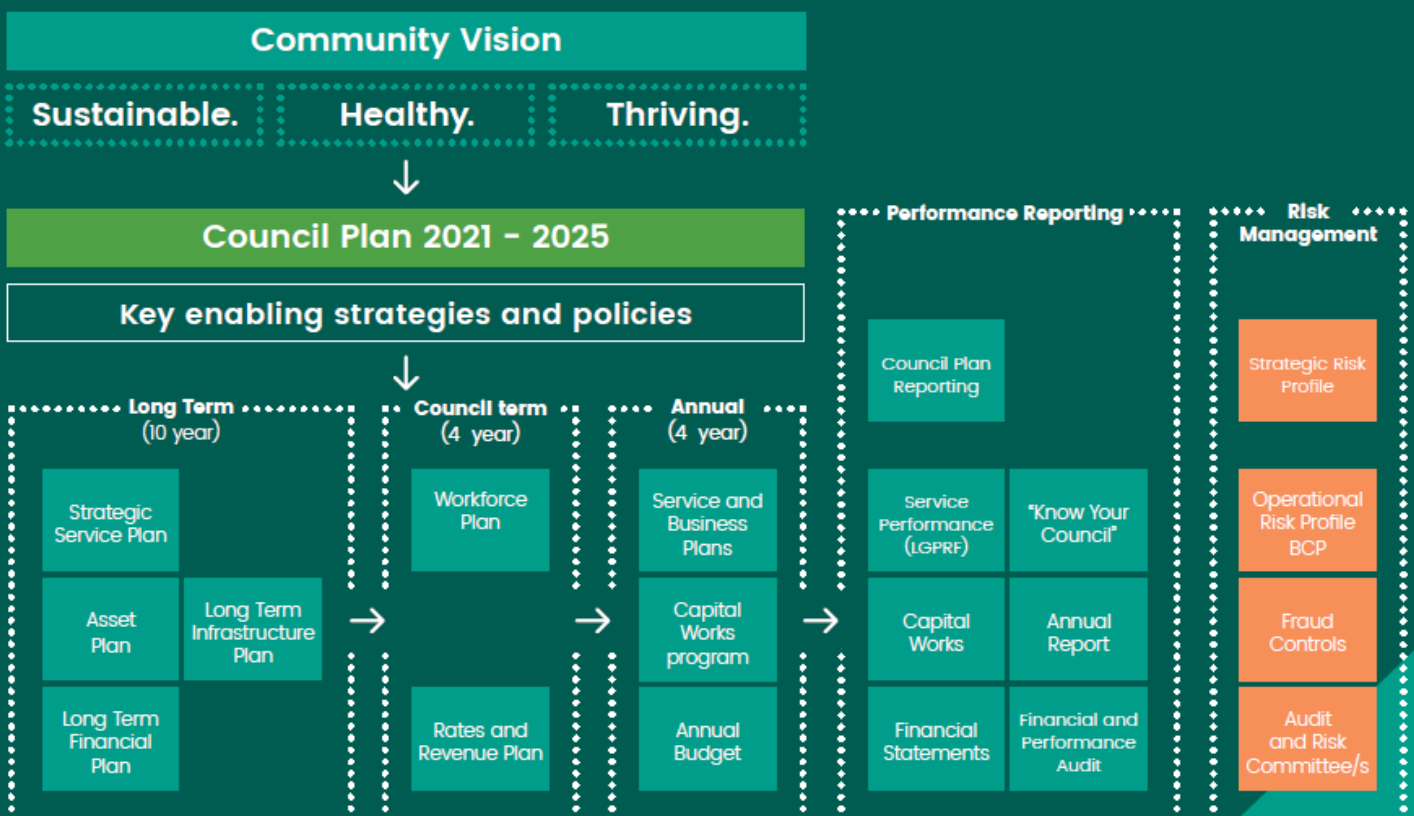 Community Vision
Sustainable.
Healthy.
Thriving.
Council Plan 2021 - 2025
Key enabling strategies and policies
Long Term
(10 year)
Strategic
Service Plan
Asset
Plan
Long Term
Infrastructure
Plan
Long Term
Financial
Plan
Council term
(4 year)
Workforce
Plan
Rates and
Revenue Plan
Annual
(4 year)
Service and
Business
Plans
Capital
Works
program
Annual
Budget
Performance Reporting
Council Plan
Reporting
Service
Performance
(LGPRF)
"Know Your
Council"
Capital
Works
Annual
Report
Financial
Statements
Financial and
Performance
Audit
Risk
Management
Strategic Risk
Profile
Operational
Risk Profile
BCP
Fraud
Controls
Audit
and Risk
Committee/s